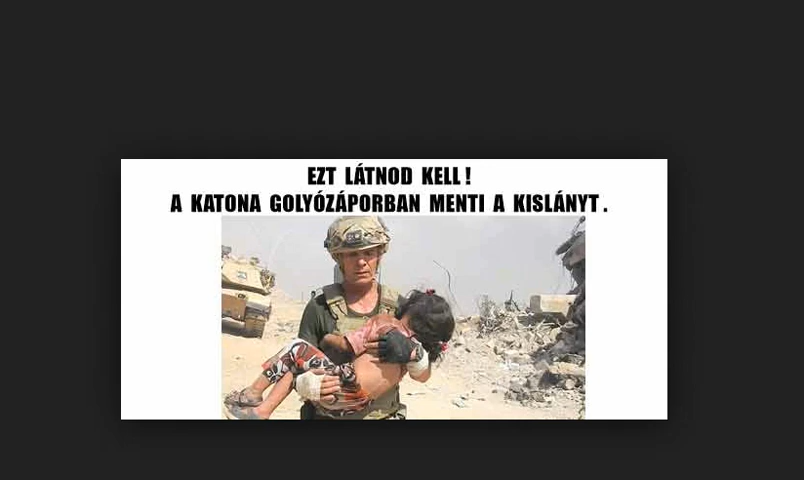 EZT LÁTNOD KELL!
A KATONA GOLYÓZÁPORBAN MENTI A KISLÁNYT.